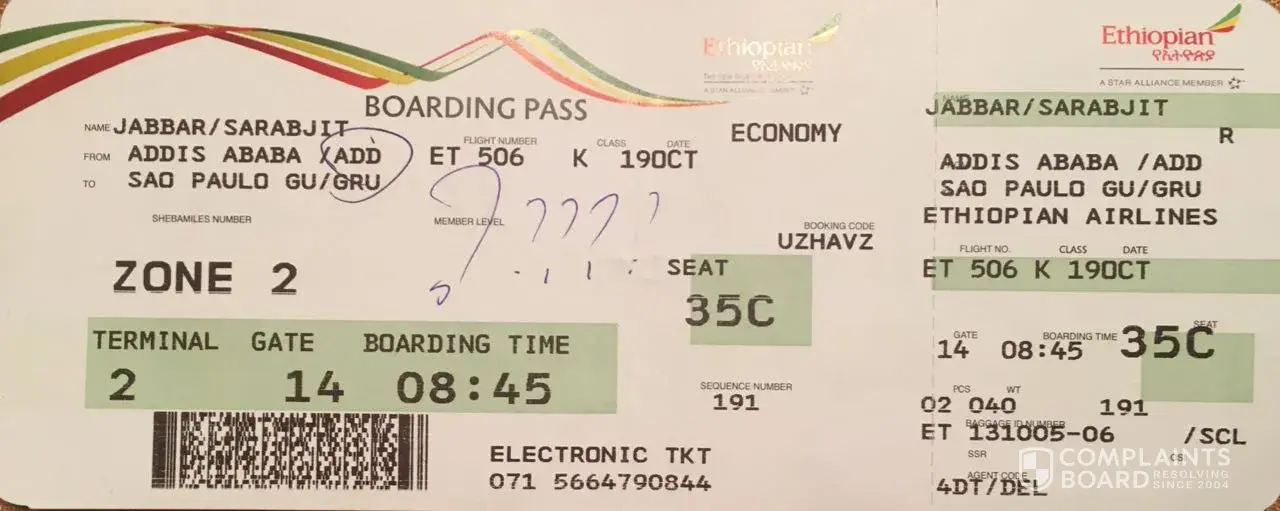 Ethiopian
የኢትዮጵያ
A STAR ALLIANCE MEMBER
BOARDING PASS
NAME JABBAR/SARABJIT
FROM ADDIS ABABA /ADD
TO SAO PAULO GU/GRU
FLIGHT NUMBER CLASS DATE
ET 506 K 19OCT
ECONOMY
SHEBAMILES NUMBER
MEMBER LEVEL
? ? ? ? ?
BOOKING CODE
UZHAVZ
ZONE 2
SEAT
35C
TERMINAL GATE BOARDING TIME
2 14 08:45
SEQUENCE NUMBER
191
ELECTRONIC TKT
071 5664790844
Ethiopian
የኢትዮጵያ
A STAR ALLIANCE MEMBER
NAME
JABBAR/SARABJIT
R
ADDIS ABABA /ADD
SAO PAULO GU/GRU
ETHIOPIAN AIRLINES
FLIGHT NO. CLASS DATE
ET 506 K 19OCT
GATE BOARDING TIME SEAT
14 08:45 35C
PCS WT
02 040 191
BAGGAGE ID NUMBER
ET 131005-06 /SCL
SSR CSI
AGENT CODE
4DT/DEL
COMPLAINTS
BOARD RESOLVING SINCE 2004